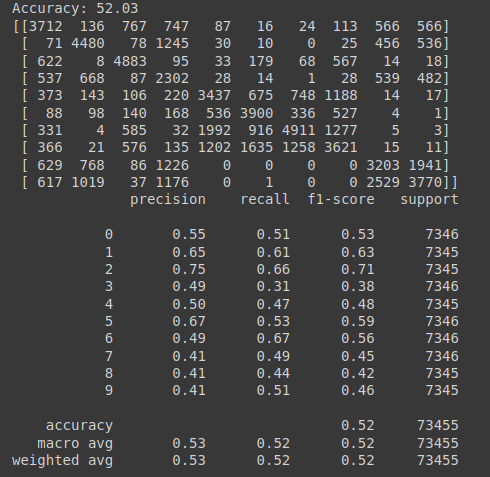 Accuracy: 52.03
[[3712 136 767 747 87 16 24 113 566 566]
[ 71 4480 78 1245 30 10 0 25 456 536]
[ 622 8 4883 95 33 179 68 567 14 18]
[ 537 668 87 2302 28 14 1 28 539 482]
[ 373 143 106 220 3437 675 748 1188 14 17]
[ 88 98 140 168 536 3900 336 527 4 1]
[ 331 4 585 32 1992 916 4911 1277 5 3]
[ 366 21 576 135 1202 1635 1258 3621 15 11]
[ 629 768 86 1226 0 0 0 0 3203 1941]
[ 617 1019 37 1176 0 1 0 0 2529 3770]]
precision recall f1-score support
0 0.55 0.51 0.53 7346
1 0.65 0.61 0.63 7345
2 0.75 0.66 0.71 7345
3 0.49 0.31 0.38 7346
4 0.50 0.47 0.48 7345
5 0.67 0.53 0.59 7346
6 0.49 0.67 0.56 7346
7 0.41 0.49 0.45 7346
8 0.41 0.44 0.42 7345
9 0.41 0.51 0.46 7345
accuracy 0.52 73455
macro avg 0.53 0.52 0.52 73455
weighted avg 0.53 0.52 0.52 73455